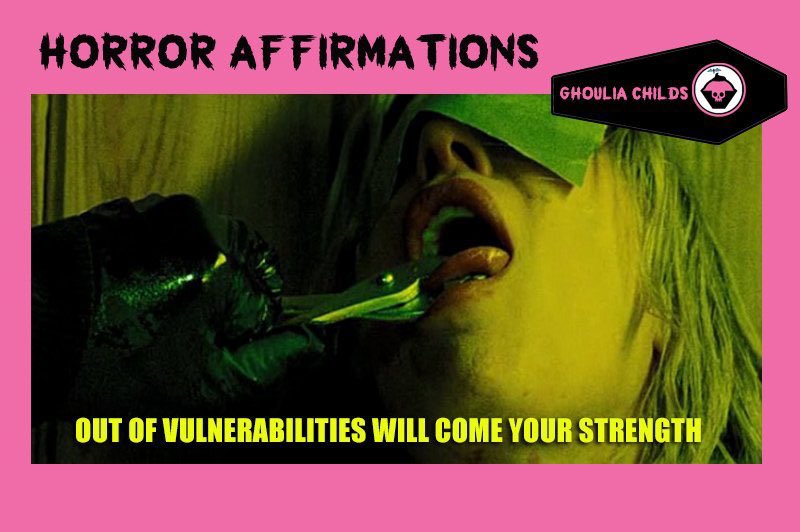 HORROR AFFIRMATIONS
GHOULIA CHILDS
OUT OF VULNERABILITIES WILL COME YOUR STRENGTH